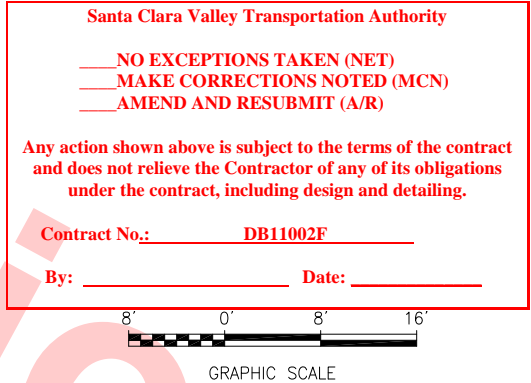 Santa Clara Valley Transportation Authority
____NO EXCEPTIONS TAKEN (NET)
____MAKE CORRECTIONS NOTED (MCN)
____AMEND AND RESUBMIT (A/R)
Any action shown above is subject to the terms of the contract
and does not relieve the Contractor of any of its obligations
under the contract, including design and detailing.
Contract No.: DB11002F
By: ____ Date: ____
8' 0' 8' 16'
GRAPHIC SCALE